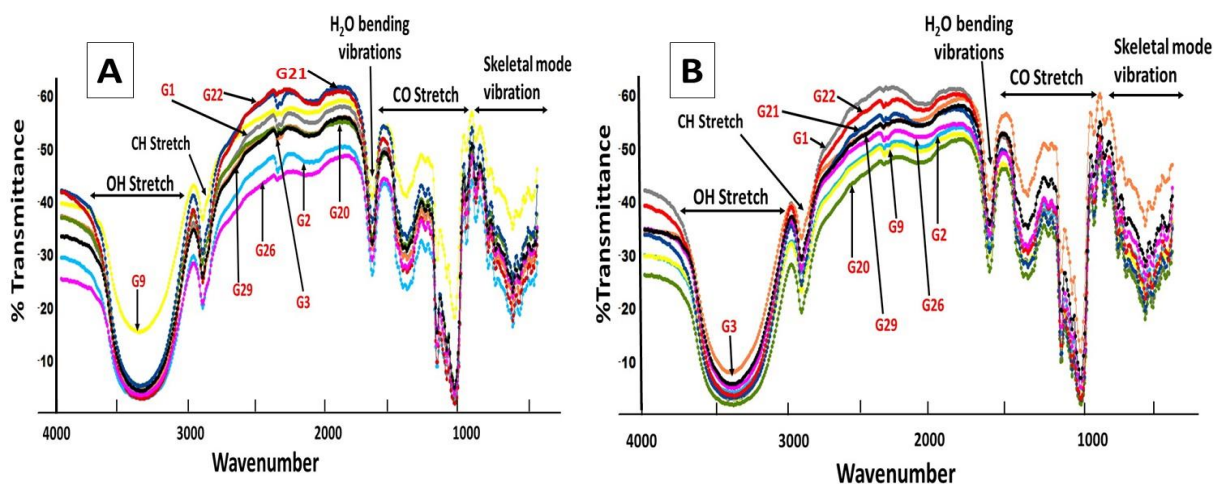 A
H₂O bending
vibrations
G21
G22
G1
CO Stretch
Skeletal mode
vibration
CH Stretch
OH Stretch
G9
G29
G26
G3
G2
G20
% Transmittance
-60
-50
-40
-30
-20
-10
4000
3000
2000
1000
Wavenumber
B
H₂O bending
vibrations
CO Stretch
Skeletal mode
vibration
CH Stretch
G22
G21
G1
OH Stretch
G3
G20
G29
G9
G26
G2
%Transmittance
-60
-50
-40
-30
-20
-10
4000
3000
2000
1000
Wavenumber